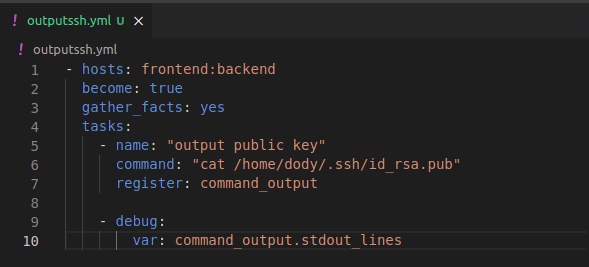 ! outputssh.yml U ×
! outputssh.yml
1 - hosts: frontend:backend
2   become: true
3   gather_facts: yes
4   tasks:
5     - name: "output public key"
6       command: "cat /home/dody/.ssh/id_rsa.pub"
7       register: command_output
8
9     - debug:
10         var: command_output.stdout_lines